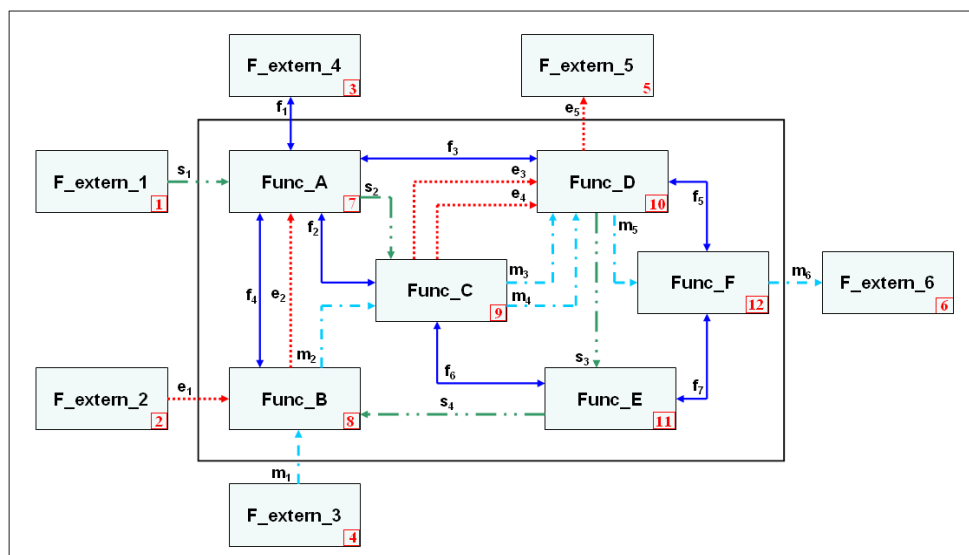 F_extern_4
3
F_extern_5
5
f₁
e₅
F_extern_1
1
s₁
Func_A
7
s₂
f₃
e₃
e₄
Func_D
10
m₅
f₅
f₂
f₄
e₂
Func_C
9
m₃
m₄
Func_F
12
m₆
F_extern_6
6
m₂
s₃
f₆
f₇
F_extern_2
2
e₁
Func_B
8
s₄
Func_E
11
m₁
F_extern_3
4